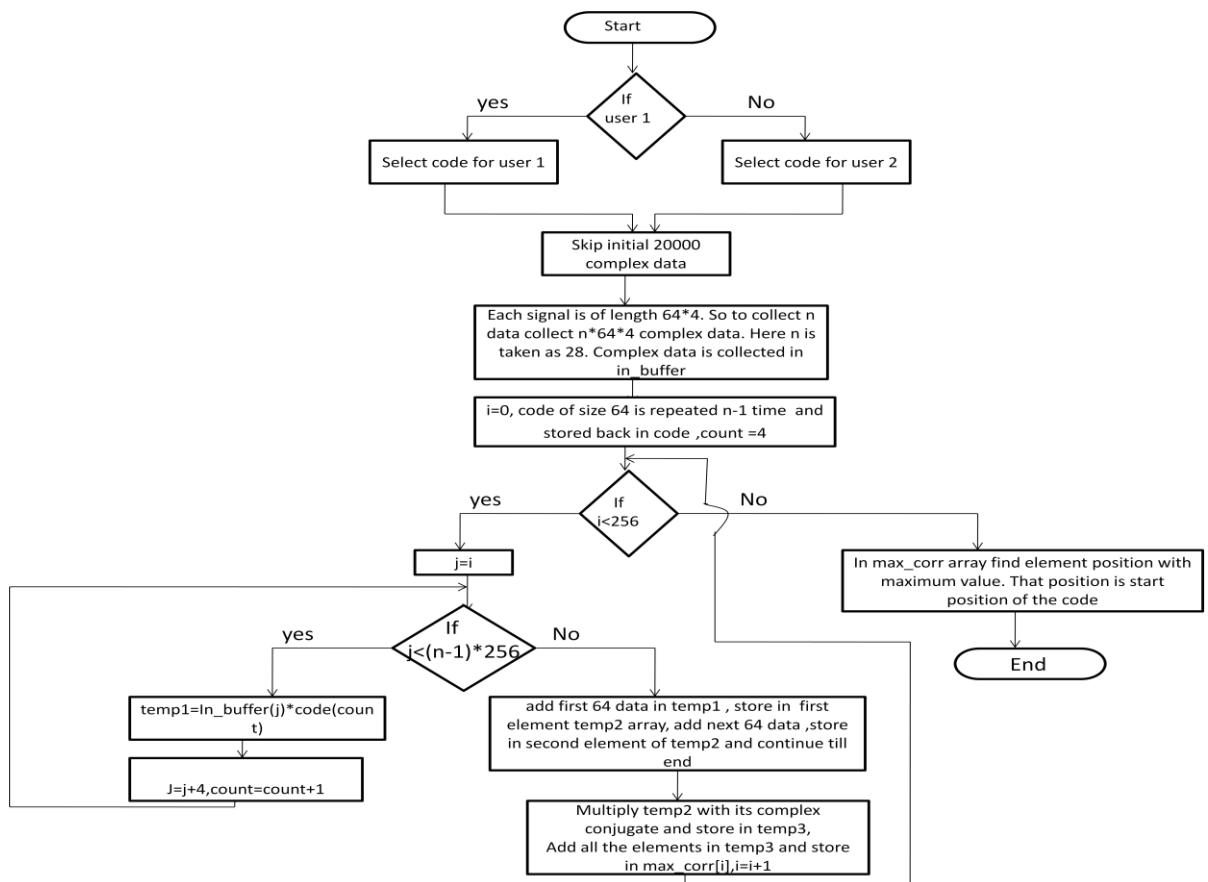 Start
If
user 1
yes
No
Select code for user 1
Select code for user 2
Skip initial 20000
complex data
Each signal is of length 64*4. So to collect n
data collect n*64*4 complex data. Here n is
taken as 28. Complex data is collected in
in_buffer
i=0, code of size 64 is repeated n-1 time and
stored back in code ,count =4
yes
If
i<256
No
j=i
In max_corr array find element position with
maximum value. That position is start
position of the code
End
yes
If
j<(n-1)*256
No
temp1=In_buffer(j)*code(coun
t)
J=j+4,count=count+1
add first 64 data in temp1 , store in first
element temp2 array, add next 64 data ,store
in second element of temp2 and continue till
end
Multiply temp2 with its complex
conjugate and store in temp3,
Add all the elements in temp3 and store
in max_corr[i],i=i+1